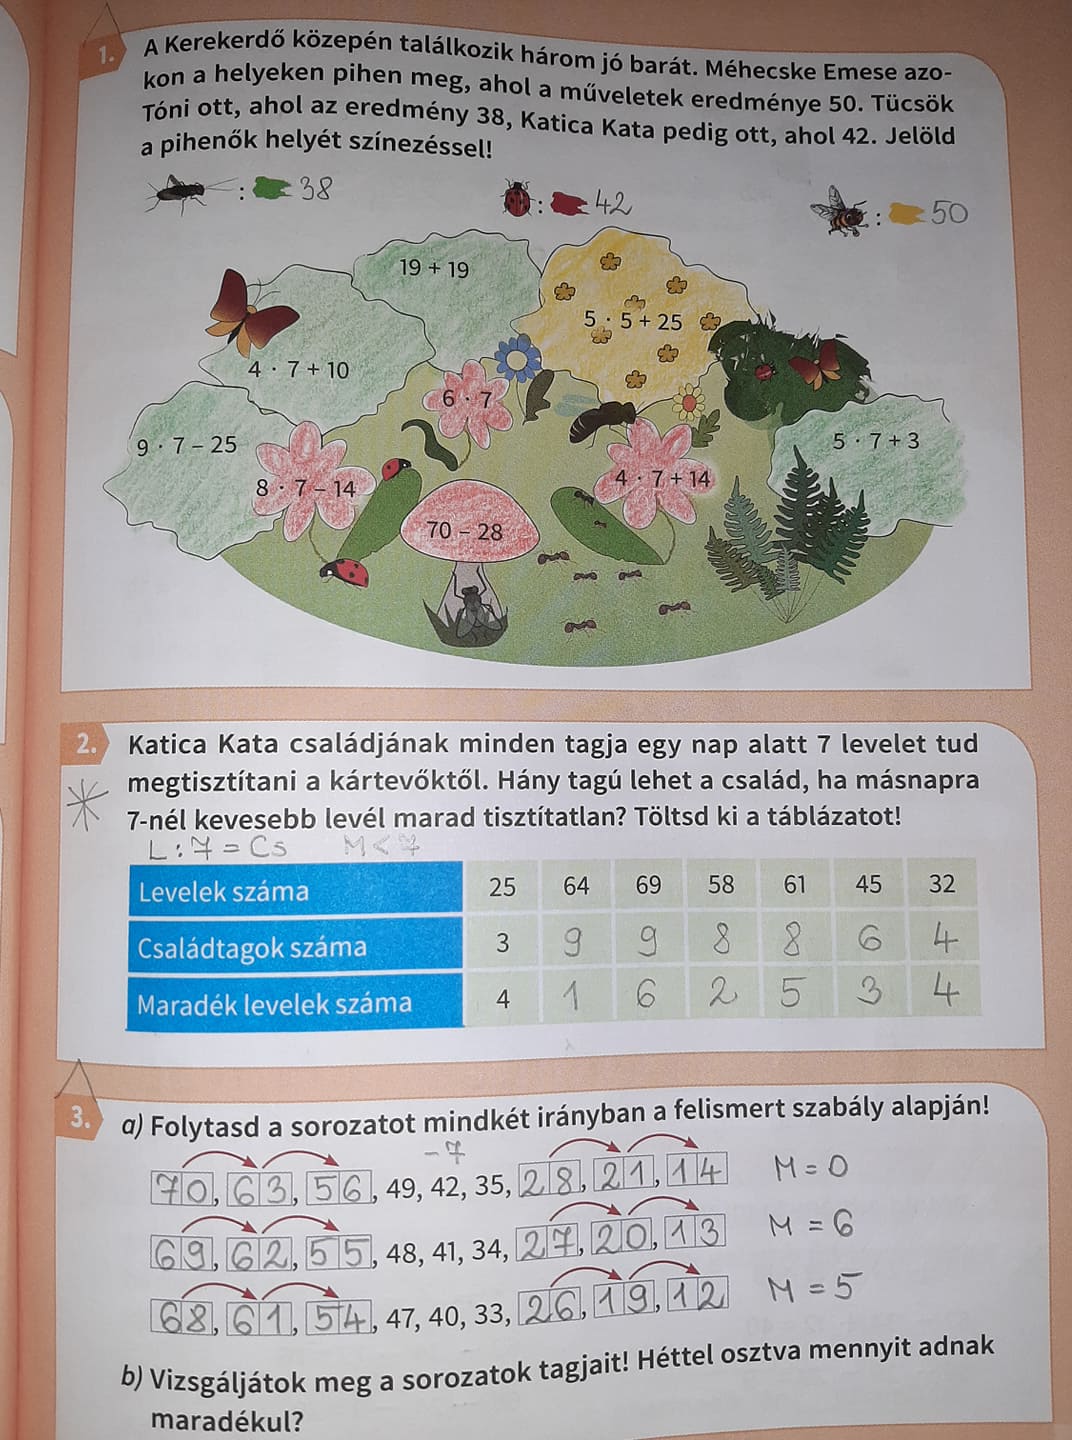 1. A Kerekerdő közepén találkozik három jó barát. Méhecske Emese azo-
kon a helyeken pihen meg, ahol a műveletek eredménye 50. Tücsök
Tóni ott, ahol az eredmény 38, Katica Kata pedig ott, ahol 42. Jelöld
a pihenők helyét színezéssel!
: 38 : 42 : 50
19 + 19
5 · 5 + 25
4 · 7 + 10
6 · 7
9 · 7 – 25
5 · 7 + 3
8 · 7 – 14
4 · 7 + 14
70 – 28
2. Katica Kata családjának minden tagja egy nap alatt 7 levelet tud
megtisztítani a kártevőktől. Hány tagú lehet a család, ha másnapra
7-nél kevesebb levél marad tisztítatlan? Töltsd ki a táblázatot!
L : 7 = Cs M < 7
Levelek száma 25 64 69 58 61 45 32
Családtagok száma 3 9 9 8 8 6 4
Maradék levelek száma 4 1 6 2 5 3 4
3. a) Folytasd a sorozatot mindkét irányban a felismert szabály alapján!
-7
70, 63, 56, 49, 42, 35, 28, 21, 14 M = 0
69, 62, 55, 48, 41, 34, 27, 20, 13 M = 6
68, 61, 54, 47, 40, 33, 26, 19, 12 M = 5
b) Vizsgáljátok meg a sorozatok tagjait! Héttel osztva mennyit adnak
maradékul?